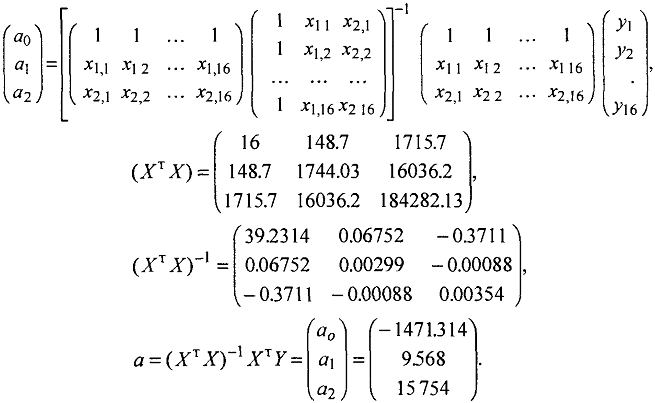 (a0 a1 a2) = [(1 1 ... 1; x1,1 x1 2 ... x1,16; x2,1 x2,2 ... x2,16) (1 x1 1 x2,1; 1 x1,2 x2,2; ... ... ...; 1 x1,16 x2 16)]^-1 (1 1 ... 1; x1 1 x1 2 ... x1 16; x2,1 x2 2 ... x2,16) (y1 y2 . y16),
(X^т X) = (16 148.7 1715.7; 148.7 1744.03 16036.2; 1715.7 16036.2 184282.13),
(X^т X)^-1 = (39.2314 0.06752 -0.3711; 0.06752 0.00299 -0.00088; -0.3711 -0.00088 0.00354),
a = (X^т X)^-1 X^т Y = (ao a1 a2) = (-1471.314 9.568 15 754).